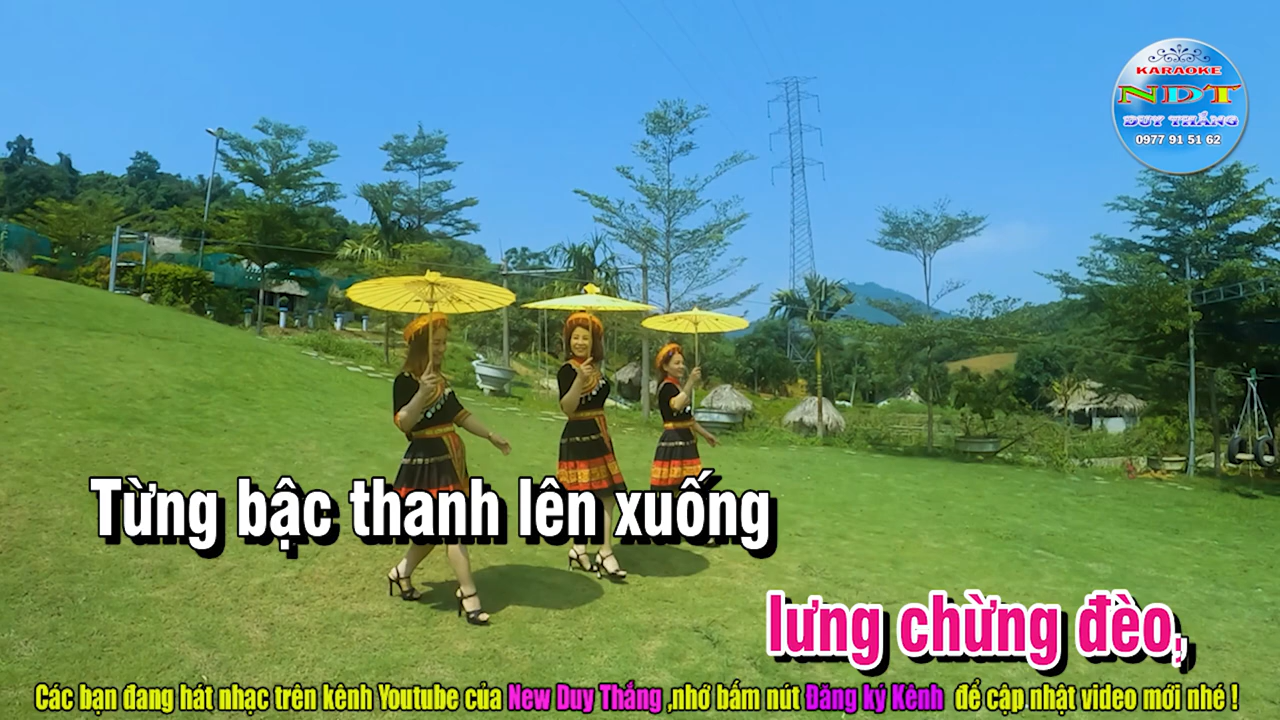 KARAOKE
NDT
DUY THẮNG
0977 91 51 62
Từng bậc thanh lên xuống
lưng chừng đèo,
Các bạn đang hát nhạc trên kênh Youtube của New Duy Thắng ,nhớ bấm nút Đăng ký Kênh để cập nhật video mới nhé !